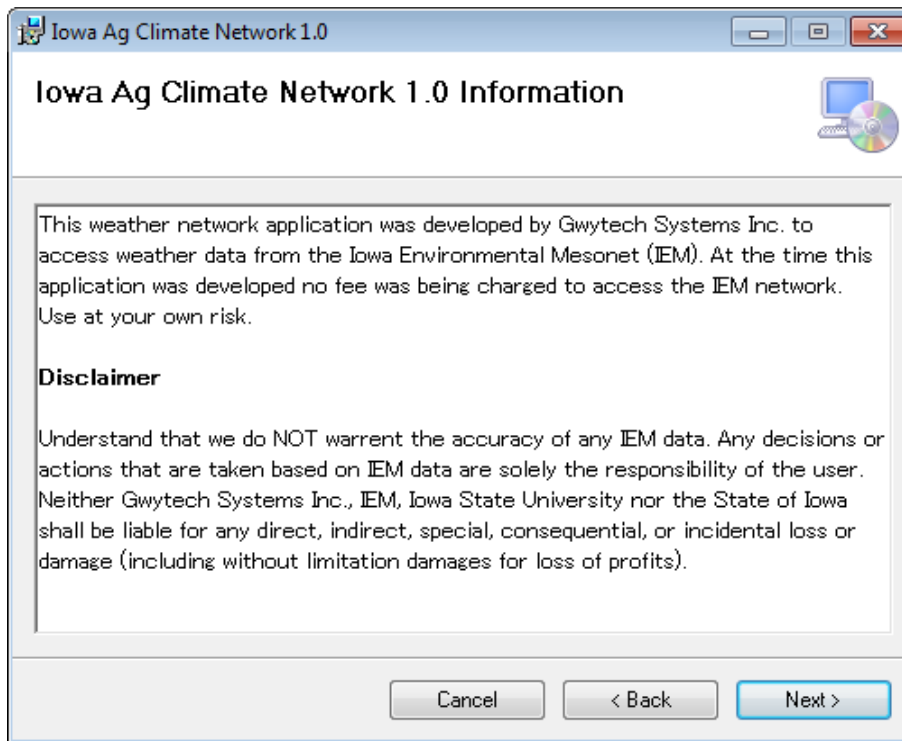 Iowa Ag Climate Network 1.0
Iowa Ag Climate Network 1.0 Information
This weather network application was developed by Gwytech Systems Inc. to
access weather data from the Iowa Environmental Mesonet (IEM). At the time this
application was developed no fee was being charged to access the IEM network.
Use at your own risk.
Disclaimer
Understand that we do NOT warrent the accuracy of any IEM data. Any decisions or
actions that are taken based on IEM data are solely the responsibility of the user.
Neither Gwytech Systems Inc., IEM, Iowa State University nor the State of Iowa
shall be liable for any direct, indirect, special, consequential, or incidental loss or
damage (including without limitation damages for loss of profits).
Cancel
< Back
Next >